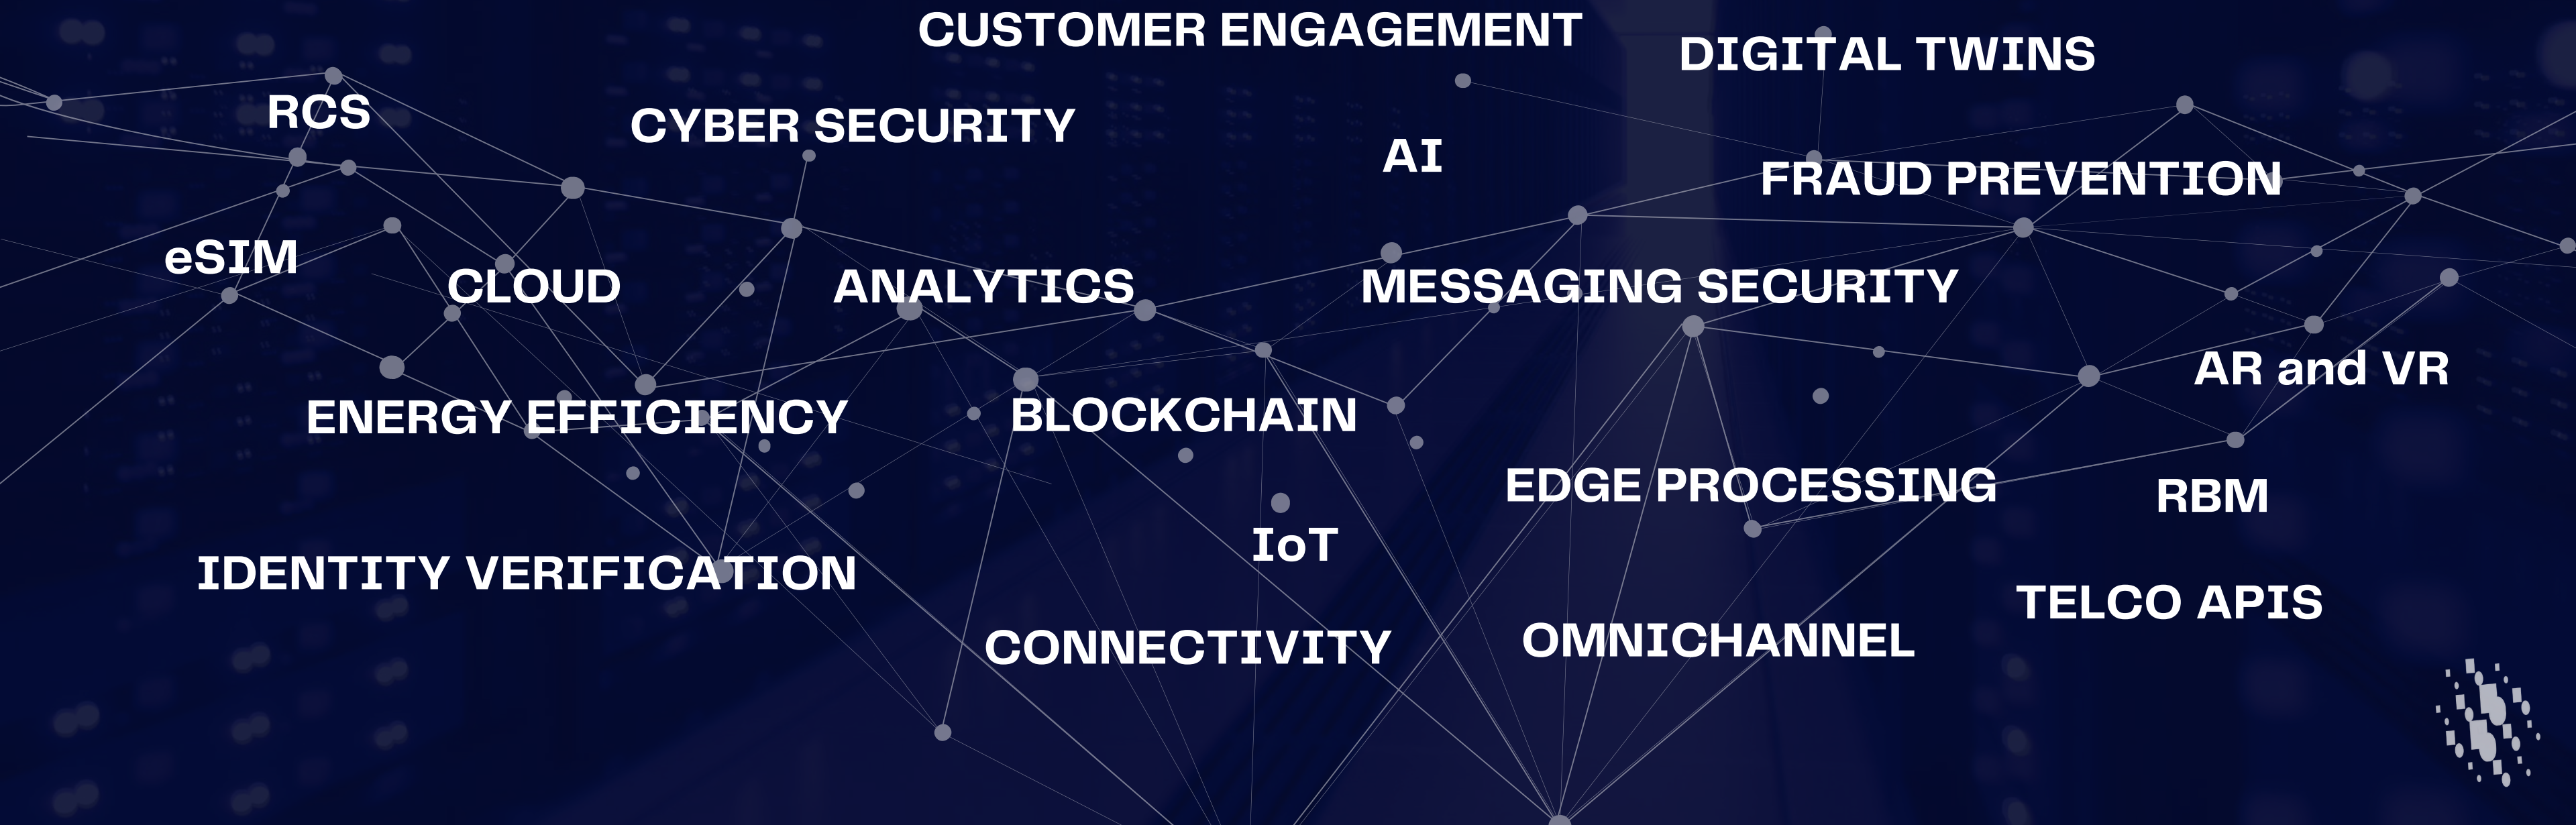 CUSTOMER ENGAGEMENT
DIGITAL TWINS
RCS
CYBER SECURITY
AI
FRAUD PREVENTION
eSIM
CLOUD
ANALYTICS
MESSAGING SECURITY
AR and VR
ENERGY EFFICIENCY
BLOCKCHAIN
EDGE PROCESSING
RBM
IoT
IDENTITY VERIFICATION
TELCO APIS
CONNECTIVITY
OMNICHANNEL